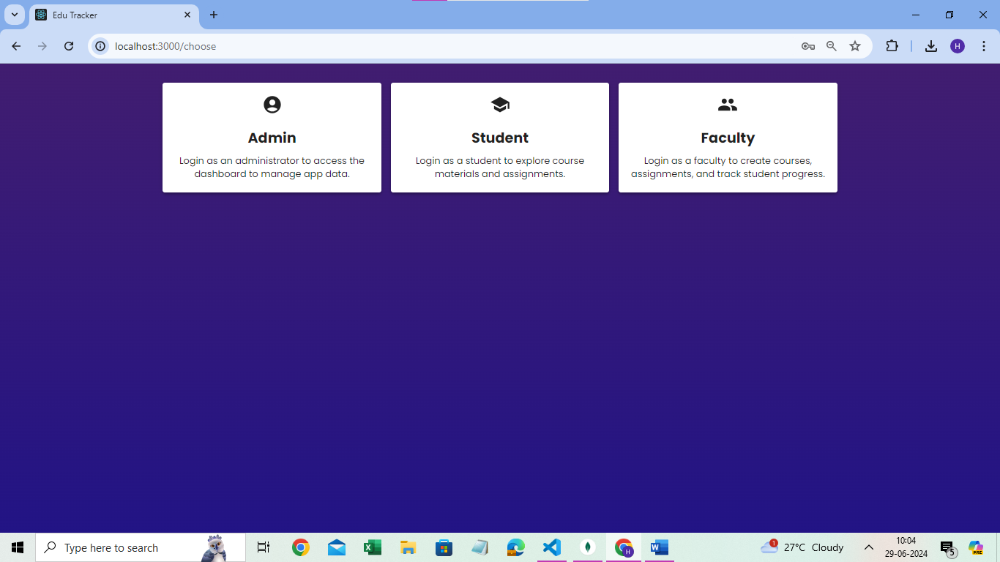 Edu Tracker
localhost:3000/choose
H
Admin
Login as an administrator to access the
dashboard to manage app data.
Student
Login as a student to explore course
materials and assignments.
Faculty
Login as a faculty to create courses,
assignments, and track student progress.
Type here to search
H
1
27°C Cloudy
10:04
29-06-2024
5
PRE